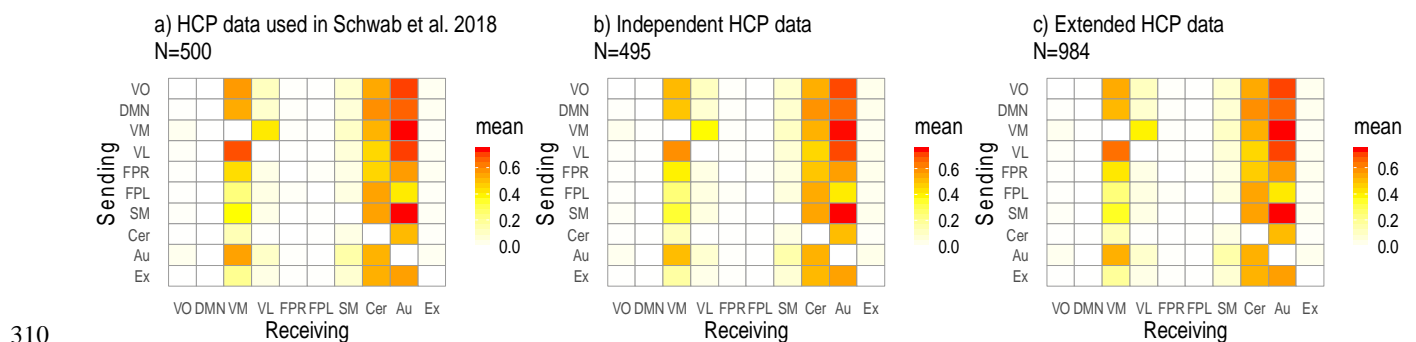 a) HCP data used in Schwab et al. 2018
N=500
VO
DMN
VM
VL
FPR
FPL
SM
Cer
Au
Ex
Sending
VO DMN VM VL FPR FPL SM Cer Au Ex
Receiving
mean
0.6
0.4
0.2
0.0
b) Independent HCP data
N=495
VO
DMN
VM
VL
FPR
FPL
SM
Cer
Au
Ex
Sending
VO DMN VM VL FPR FPL SM Cer Au Ex
Receiving
mean
0.6
0.4
0.2
0.0
c) Extended HCP data
N=984
VO
DMN
VM
VL
FPR
FPL
SM
Cer
Au
Ex
Sending
VO DMN VM VL FPR FPL SM Cer Au Ex
Receiving
mean
0.6
0.4
0.2
0.0
310